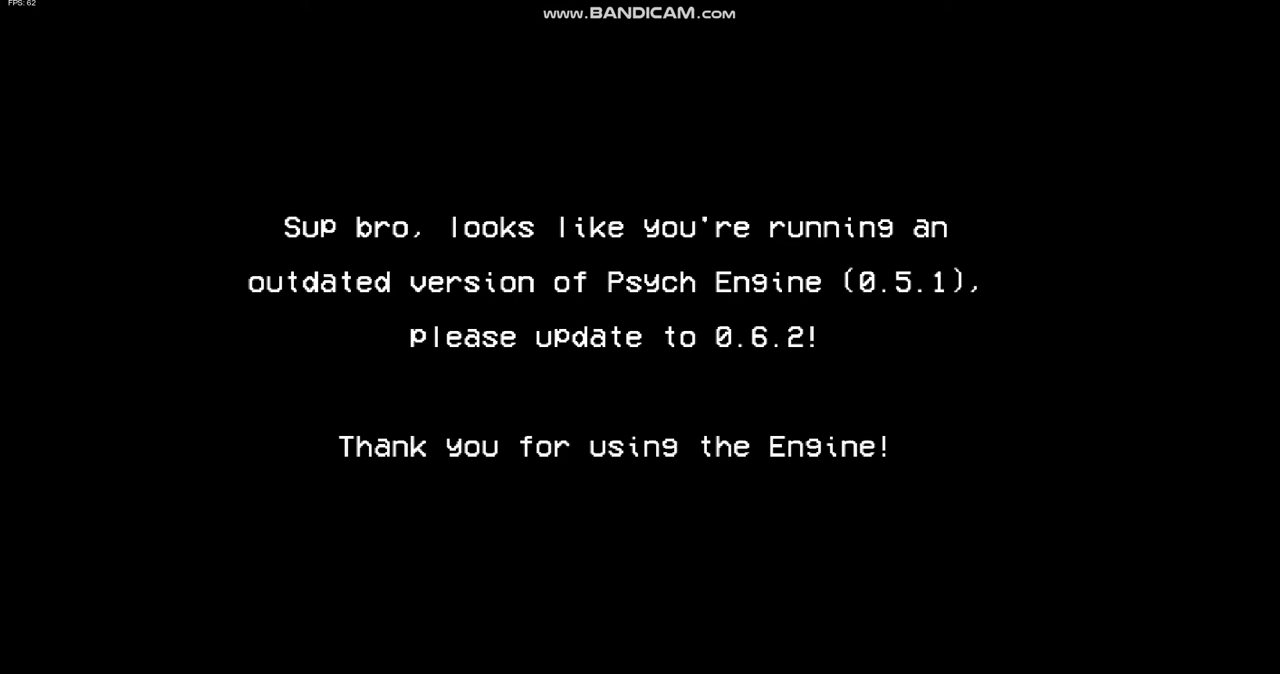 FPS: 62
www.BANDICAM.com
Sup bro, looks like you're running an
outdated version of Psych Engine (0.5.1),
please update to 0.6.2!
Thank you for using the Engine!